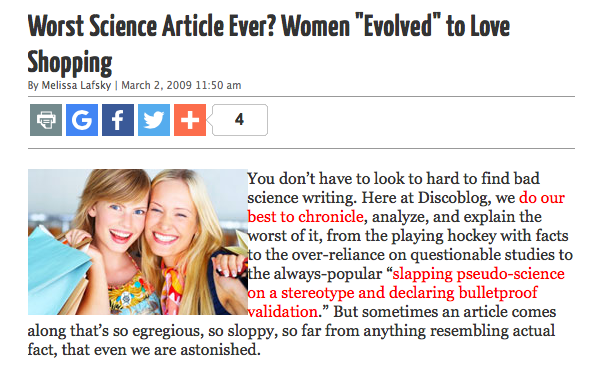 Worst Science Article Ever? Women "Evolved" to Love
Shopping
By Melissa Lafsky | March 2, 2009 11:50 am
G f 4
You don’t have to look to hard to find bad
science writing. Here at Discoblog, we do our
best to chronicle, analyze, and explain the
worst of it, from the playing hockey with facts
to the over-reliance on questionable studies to
the always-popular “slapping pseudo-science
on a stereotype and declaring bulletproof
validation.” But sometimes an article comes
along that’s so egregious, so sloppy, so far from anything resembling actual
fact, that even we are astonished.